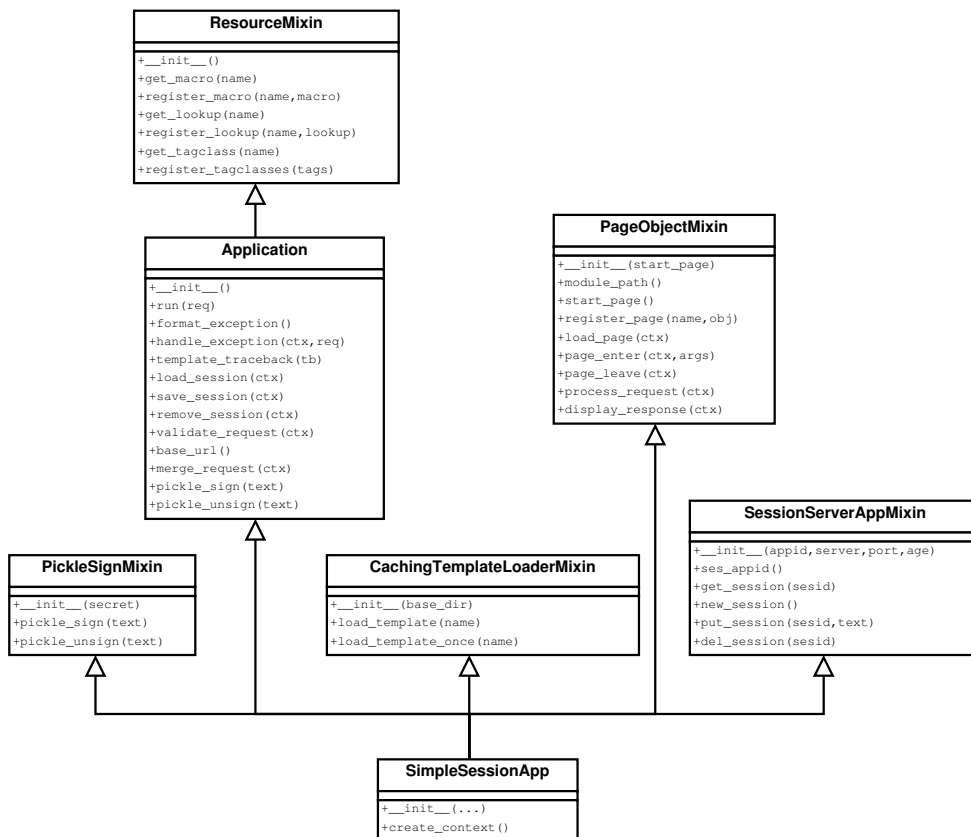 ResourceMixin
+__init__()
+get_macro(name)
+register_macro(name,macro)
+get_lookup(name)
+register_lookup(name,lookup)
+get_tagclass(name)
+register_tagclasses(tags)
Application
+__init__()
+run(req)
+format_exception()
+handle_exception(ctx,req)
+template_traceback(tb)
+load_session(ctx)
+save_session(ctx)
+remove_session(ctx)
+validate_request(ctx)
+base_url()
+merge_request(ctx)
+pickle_sign(text)
+pickle_unsign(text)
PageObjectMixin
+__init__(start_page)
+module_path()
+start_page()
+register_page(name,obj)
+load_page(ctx)
+page_enter(ctx,args)
+page_leave(ctx)
+process_request(ctx)
+display_response(ctx)
PickleSignMixin
+__init__(secret)
+pickle_sign(text)
+pickle_unsign(text)
CachingTemplateLoaderMixin
+__init__(base_dir)
+load_template(name)
+load_template_once(name)
SessionServerAppMixin
+__init__(appid,server,port,age)
+ses_appid()
+get_session(sesid)
+new_session()
+put_session(sesid,text)
+del_session(sesid)
SimpleSessionApp
+__init__(...)
+create_context()